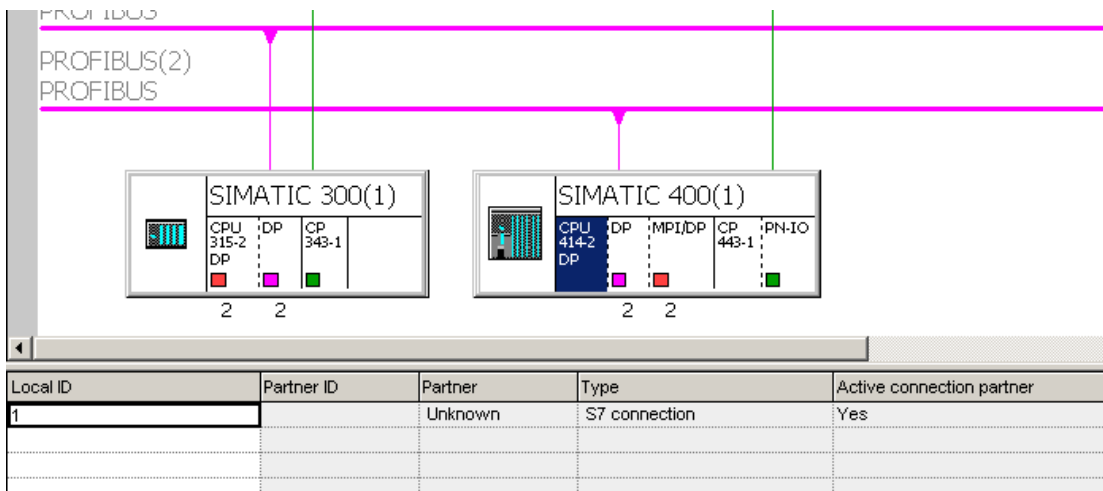 PROFIBUS
PROFIBUS(2)
PROFIBUS
SIMATIC 300(1)
CPU 315-2 DP
DP
CP 343-1
2 2
SIMATIC 400(1)
CPU 414-2 DP
DP
MPI/DP
CP 443-1
PN-IO
2 2
Local ID Partner ID Partner Type Active connection partner
1 Unknown S7 connection Yes